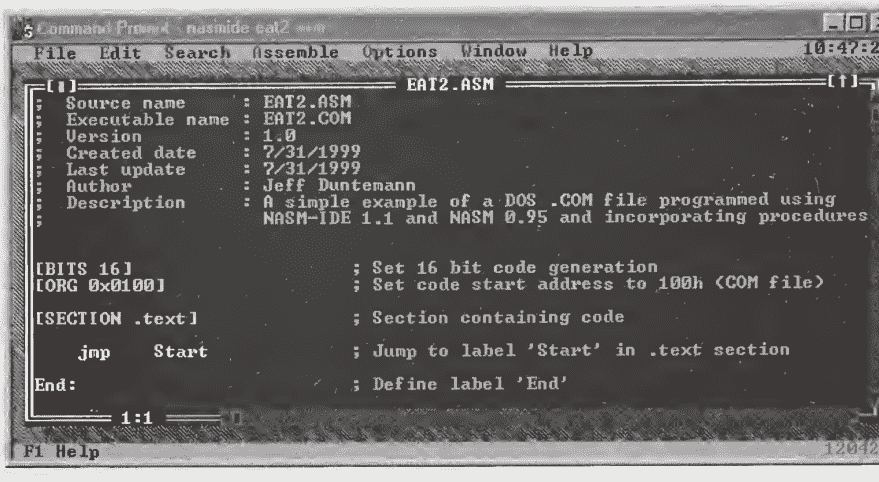 Command Prompt - nasmide eat2
File Edit Search Assemble Options Window Help 10:47:2
EAT2.ASM
; Source name : EAT2.ASM
; Executable name : EAT2.COM
; Version : 1.0
; Created date : 7/31/1999
; Last update : 7/31/1999
; Author : Jeff Duntemann
; Description : A simple example of a DOS .COM file programmed using
; NASM-IDE 1.1 and NASM 0.95 and incorporating procedures
[BITS 16] ; Set 16 bit code generation
[ORG 0x0100] ; Set code start address to 100h (COM file)
[SECTION .text] ; Section containing code
jmp Start ; Jump to label 'Start' in .text section
End: ; Define label 'End'
1:1
F1 Help